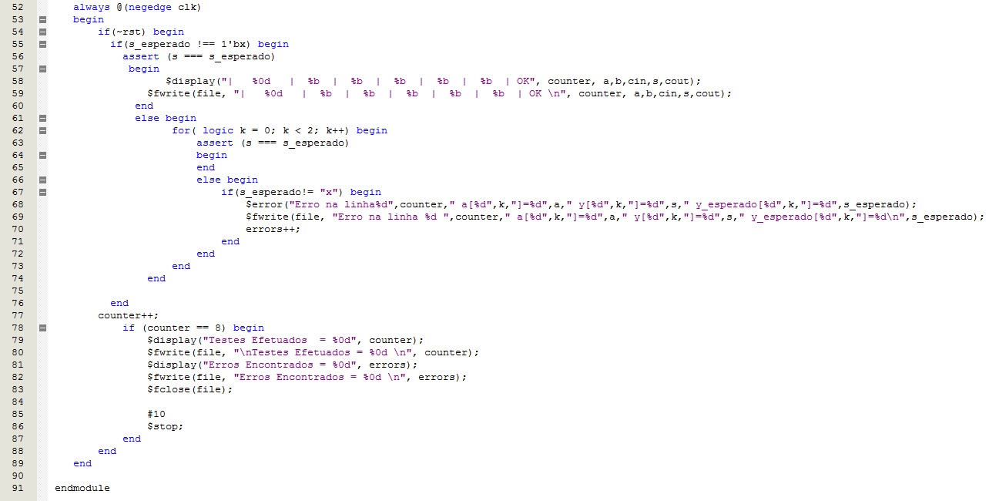 52 always @(negedge clk)
53 begin
54 if(~rst) begin
55 if(s_esperado !== 1'bx) begin
56 assert (s === s_esperado)
57 begin
58 $display("|   %0d   |  %b  |  %b  |  %b  |  %b  |  %b  | OK", counter, a,b,cin,s,cout);
59 $fwrite(file, "|   %0d   |  %b  |  %b  |  %b  |  %b  |  %b  | OK \n", counter, a,b,cin,s,cout);
60 end
61 else begin
62 for( logic k = 0; k < 2; k++) begin
63 assert (s === s_esperado)
64 begin
65 end
66 else begin
67 if(s_esperado!= "x") begin
68 $error("Erro na linha%d",counter," a[%d",k,"]=%d",a," y[%d",k,"]=%d",s," y_esperado[%d",k,"]=%d",s_esperado);
69 $fwrite(file, "Erro na linha %d ",counter," a[%d",k,"]=%d",a," y[%d",k,"]=%d",s," y_esperado[%d",k,"]=%d\n",s_esperado);
70 errors++;
71 end
72 end
73 end
74 end
75
76 end
77 counter++;
78 if (counter == 8) begin
79 $display("Testes Efetuados  = %0d", counter);
80 $fwrite(file, "\nTestes Efetuados = %0d \n", counter);
81 $display("Erros Encontrados = %0d", errors);
82 $fwrite(file, "Erros Encontrados = %0d \n", errors);
83 $fclose(file);
84
85 #10
86 $stop;
87 end
88 end
89 end
90
91 endmodule